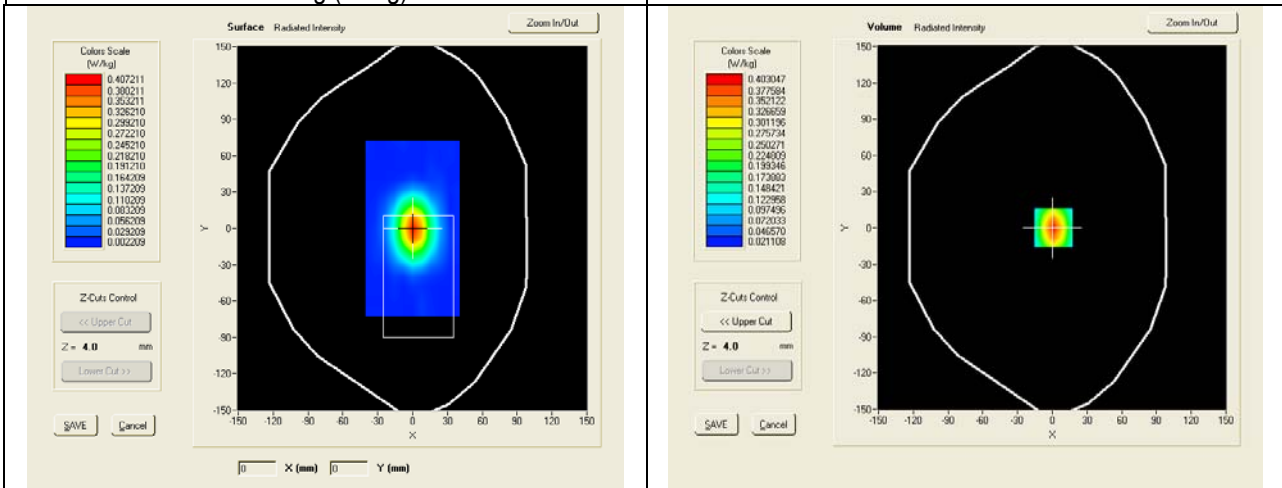 Surface Radiated Intensity
Zoom In/Out
Colors Scale
(W/kg)
0.407211
0.380211
0.353211
0.326210
0.299210
0.272210
0.245210
0.218210
0.191210
0.164209
0.137209
0.110209
0.083209
0.056209
0.029209
0.002209
Z-Cuts Control
<< Upper Cut
Z = 4.0 mm
Lower Cut >>
SAVE Cancel
150
120
90
60
30
0
-30
-60
-90
-120
-150
Y
-150 -120 -90 -60 -30 0 30 60 90 120 150
X
0 X (mm) 0 Y (mm)
Volume Radiated Intensity
Zoom In/Out
Colors Scale
(W/kg)
0.403047
0.377584
0.352122
0.326659
0.301196
0.275734
0.250271
0.224809
0.199346
0.173883
0.148421
0.122958
0.097496
0.072033
0.046570
0.021108
Z-Cuts Control
<< Upper Cut
Z = 4.0 mm
Lower Cut >>
SAVE Cancel
150
120
90
60
30
0
-30
-60
-90
-120
-150
Y
-150 -120 -90 -60 -30 0 30 60 90 120 150
X